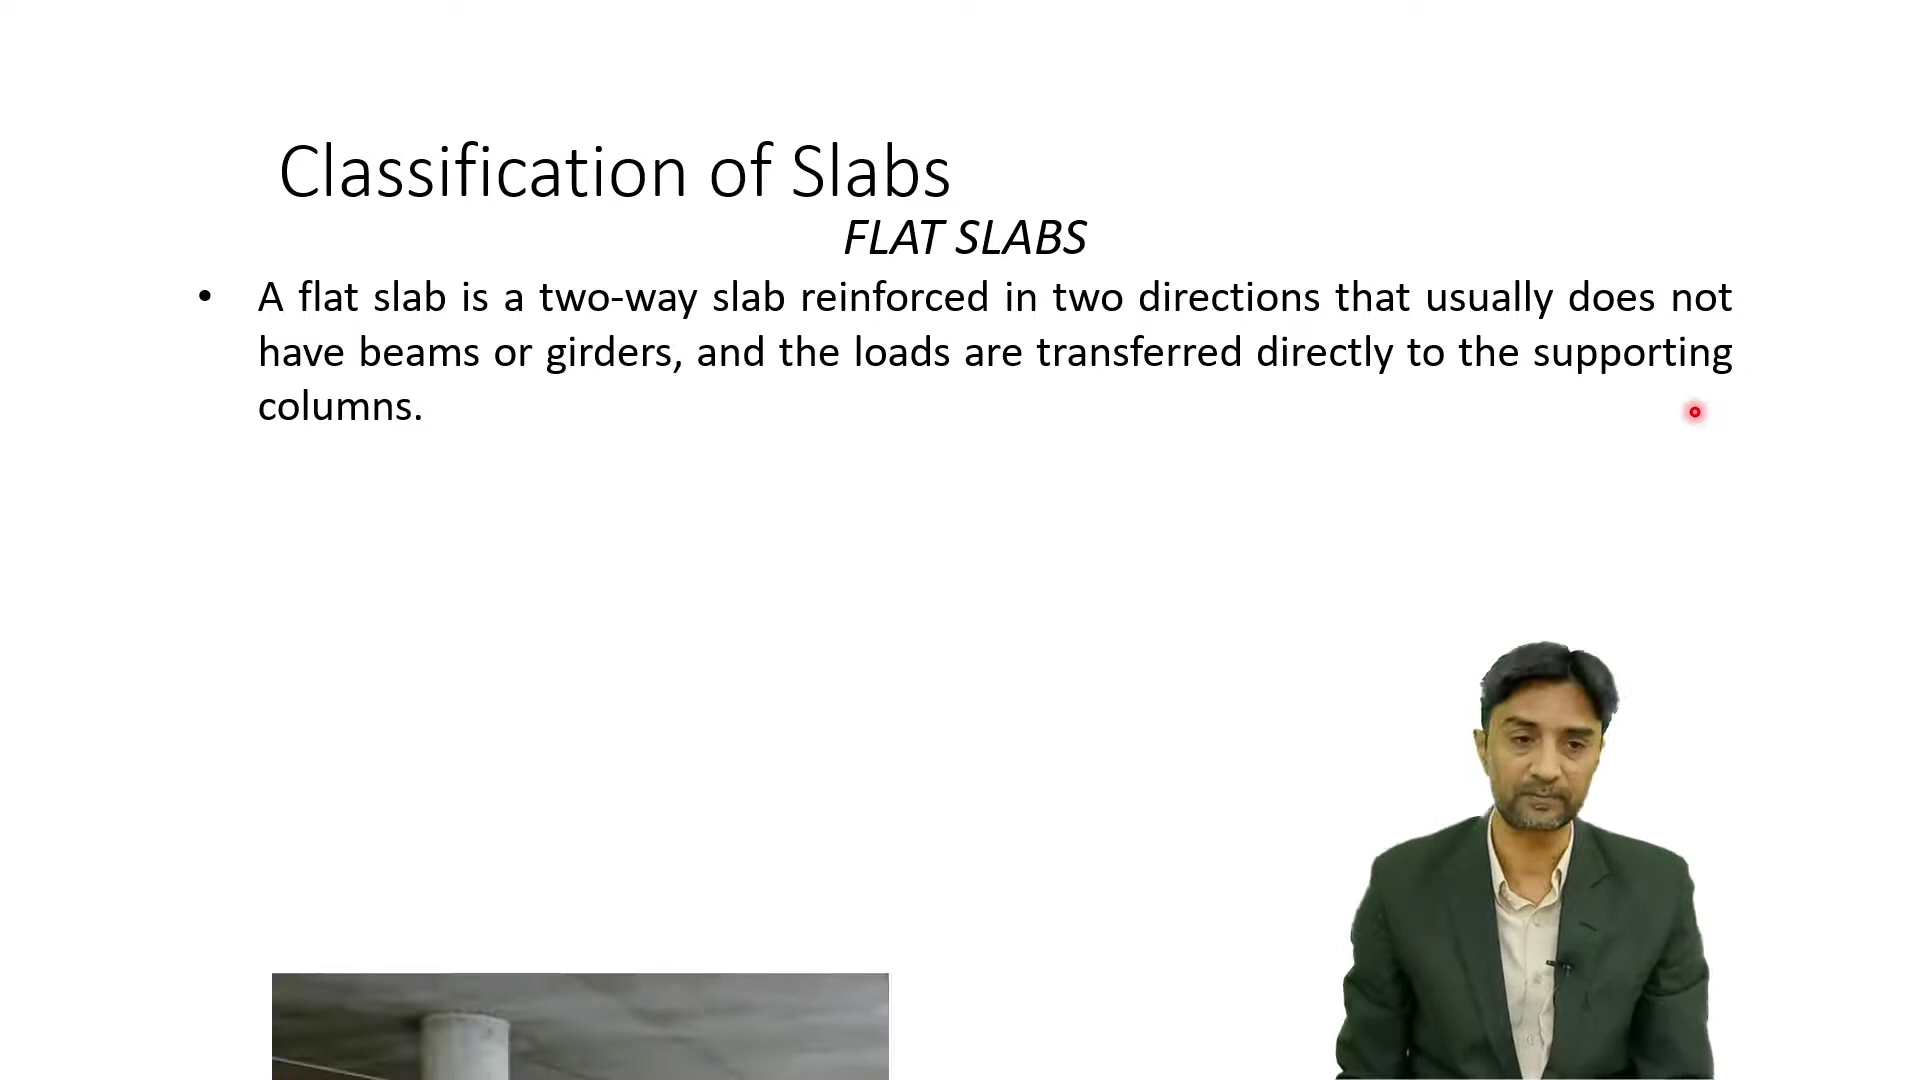 Classification of Slabs
FLAT SLABS
• A flat slab is a two-way slab reinforced in two directions that usually does not
have beams or girders, and the loads are transferred directly to the supporting
columns.